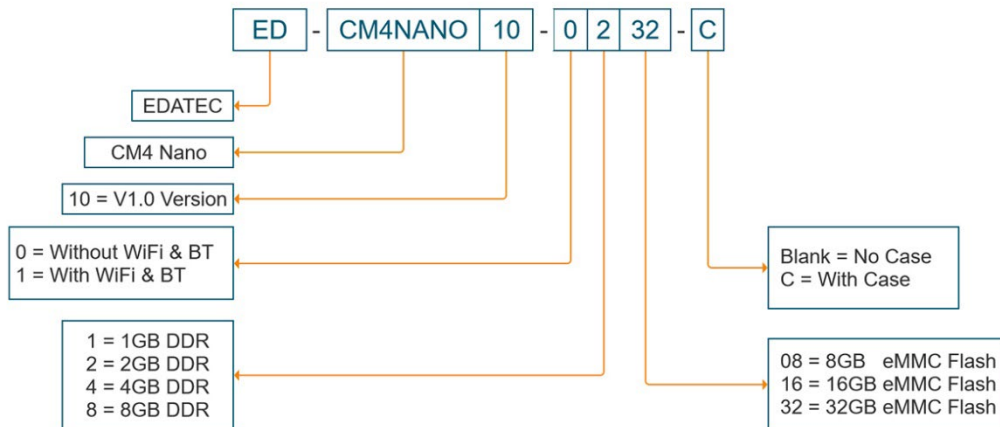 ED - CM4NANO 10 - 0 2 32 - C
EDATEC
CM4 Nano
10 = V1.0 Version
0 = Without WiFi & BT
1 = With WiFi & BT
Blank = No Case
C = With Case
1 = 1GB DDR
2 = 2GB DDR
4 = 4GB DDR
8 = 8GB DDR
08 = 8GB eMMC Flash
16 = 16GB eMMC Flash
32 = 32GB eMMC Flash